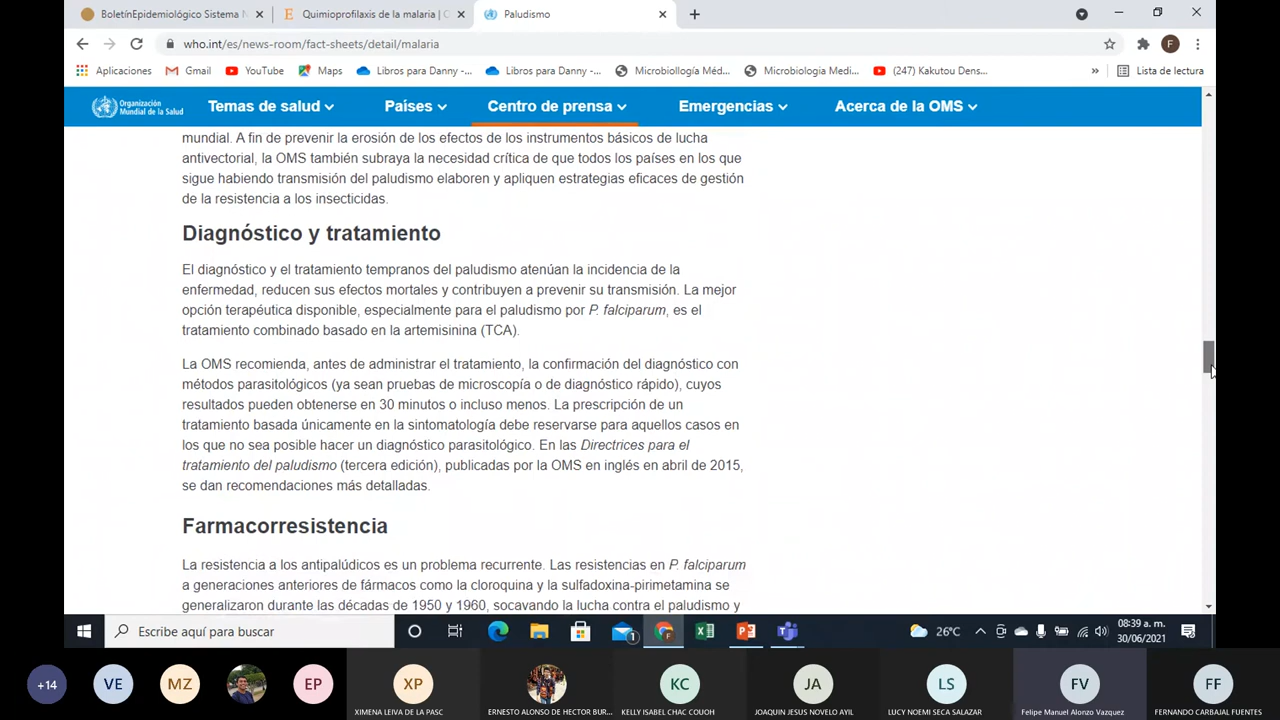 BoletínEpidemiológico Sistema N
Quimioprofilaxis de la malaria | C
Paludismo
who.int/es/news-room/fact-sheets/detail/malaria
F
Aplicaciones
Gmail
YouTube
Maps
Libros para Danny -...
Libros para Danny -...
Microbiollogía Méd...
Microbiologia Medi...
(247) Kakutou Dens...
»
Lista de lectura
Organización
Mundial de la Salud
Temas de salud
Países
Centro de prensa
Emergencias
Acerca de la OMS
mundial. A fin de prevenir la erosión de los efectos de los instrumentos básicos de lucha
antivectorial, la OMS también subraya la necesidad crítica de que todos los países en los que
sigue habiendo transmisión del paludismo elaboren y apliquen estrategias eficaces de gestión
de la resistencia a los insecticidas.
Diagnóstico y tratamiento
El diagnóstico y el tratamiento tempranos del paludismo atenúan la incidencia de la
enfermedad, reducen sus efectos mortales y contribuyen a prevenir su transmisión. La mejor
opción terapéutica disponible, especialmente para el paludismo por P. falciparum, es el
tratamiento combinado basado en la artemisinina (TCA).
La OMS recomienda, antes de administrar el tratamiento, la confirmación del diagnóstico con
métodos parasitológicos (ya sean pruebas de microscopía o de diagnóstico rápido), cuyos
resultados pueden obtenerse en 30 minutos o incluso menos. La prescripción de un
tratamiento basada únicamente en la sintomatología debe reservarse para aquellos casos en
los que no sea posible hacer un diagnóstico parasitológico. En las Directrices para el
tratamiento del paludismo (tercera edición), publicadas por la OMS en inglés en abril de 2015,
se dan recomendaciones más detalladas.
Farmacorresistencia
La resistencia a los antipalúdicos es un problema recurrente. Las resistencias en P. falciparum
a generaciones anteriores de fármacos como la cloroquina y la sulfadoxina-pirimetamina se
generalizaron durante las décadas de 1950 y 1960, socavando la lucha contra el paludismo y
Escribe aquí para buscar
1
26°C
08:39 a. m.
30/06/2021
+14
VE
MZ
EP
XP
KC
JA
LS
FV
FF
XIMENA LEIVA DE LA PASC
ERNESTO ALONSO DE HECTOR BUR...
KELLY ISABEL CHAC COUOH
JOAQUIN JESUS NOVELO AYIL
LUCY NOEMI SECA SALAZAR
Felipe Manuel Alonzo Vazquez
FERNANDO CARBAJAL FUENTES